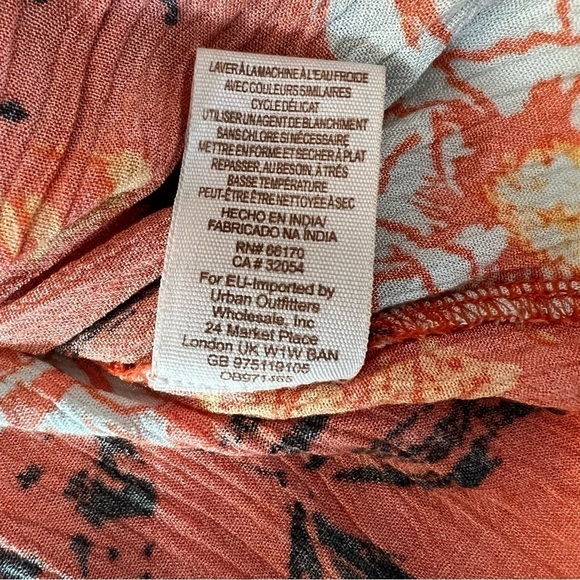 LAVER À LA MACHINE À L'EAU FROIDE
AVEC COULEURS SIMILAIRES
CYCLE DÉLICAT
UTILISER UN AGENT DE BLANCHIMENT
SANS CHLORE SI NÉCESSAIRE
METTRE EN FORME ET SÉCHER À PLAT
REPASSER, AU BESOIN, À TRÈS
BASSE TEMPÉRATURE
PEUT-ÊTRE ÊTRE NETTOYÉ À SEC
HECHO EN INDIA/
FABRICADO NA ÍNDIA
RN# 66170
CA # 32054
For EU-Imported by
Urban Outfitters
Wholesale, Inc
24 Market Place
London UK W1W BAN
GB 975119105